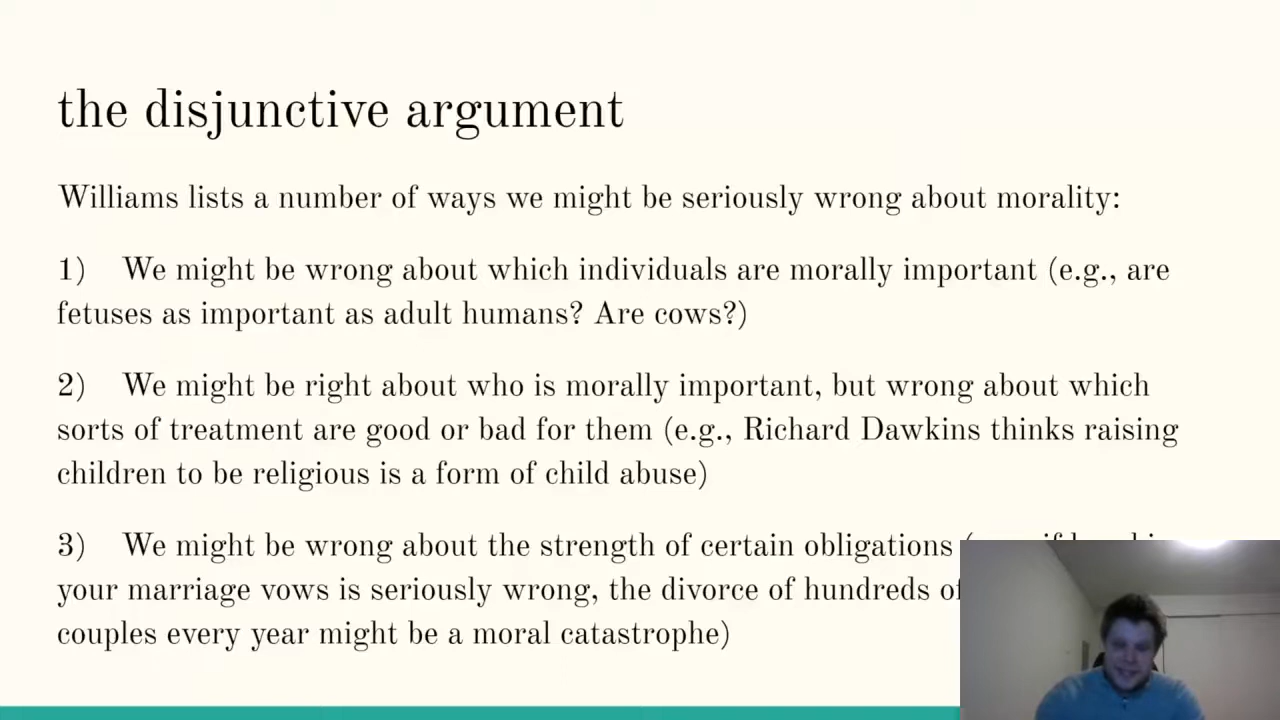 the disjunctive argument
Williams lists a number of ways we might be seriously wrong about morality:
1) We might be wrong about which individuals are morally important (e.g., are
fetuses as important as adult humans? Are cows?)
2) We might be right about who is morally important, but wrong about which
sorts of treatment are good or bad for them (e.g., Richard Dawkins thinks raising
children to be religious is a form of child abuse)
3) We might be wrong about the strength of certain obligations
your marriage vows is seriously wrong, the divorce of hundreds of
couples every year might be a moral catastrophe)